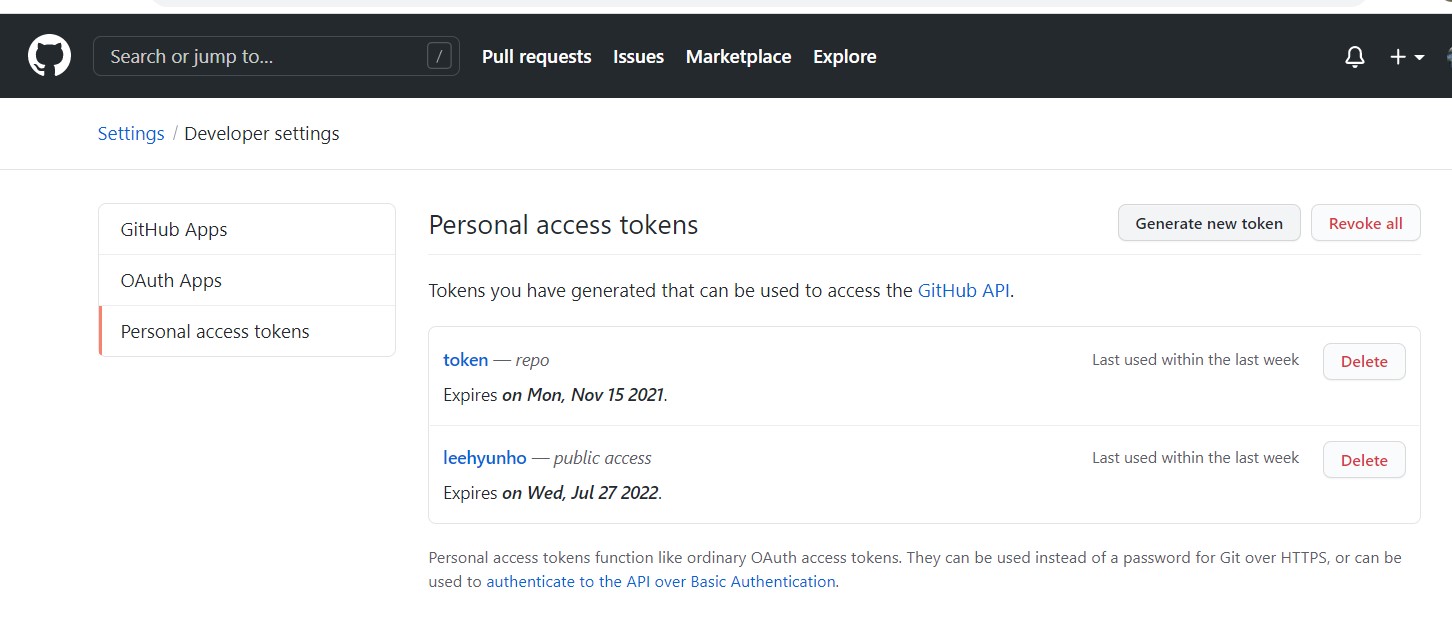 Search or jump to... /
Pull requests Issues Marketplace Explore
Settings / Developer settings
GitHub Apps
OAuth Apps
Personal access tokens
Personal access tokens
Generate new token Revoke all
Tokens you have generated that can be used to access the GitHub API.
token — repo Last used within the last week Delete
Expires on Mon, Nov 15 2021.
leehyunho — public access Last used within the last week Delete
Expires on Wed, Jul 27 2022.
Personal access tokens function like ordinary OAuth access tokens. They can be used instead of a password for Git over HTTPS, or can be
used to authenticate to the API over Basic Authentication.